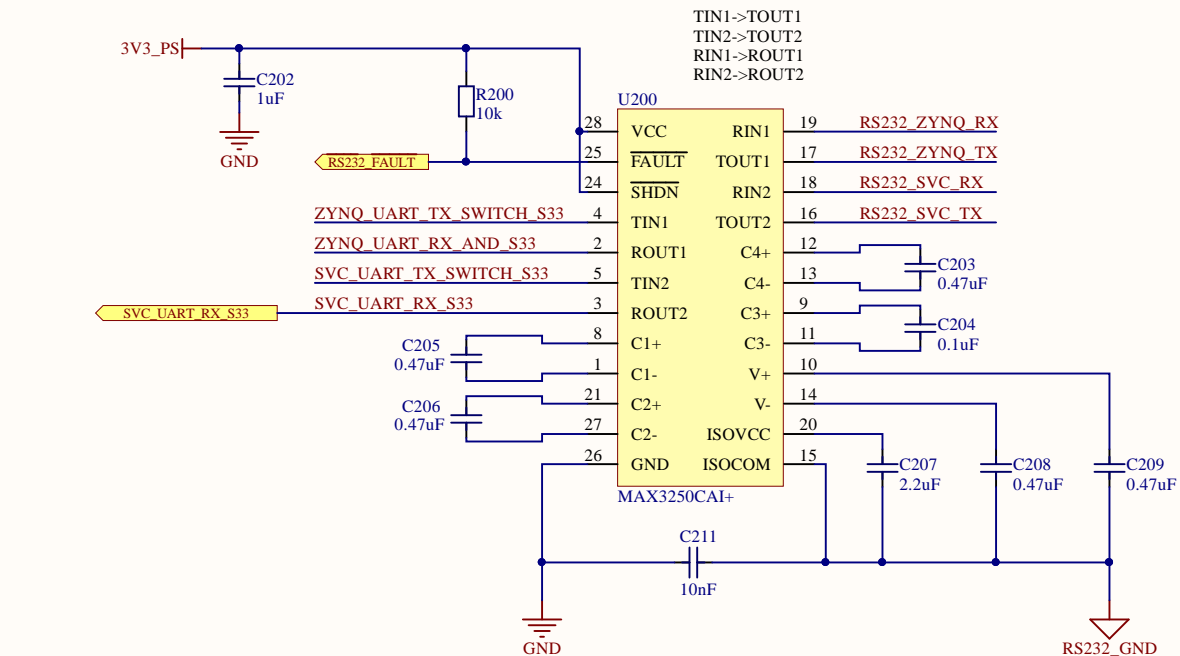 TIN1->TOUT1
TIN2->TOUT2
RIN1->ROUT1
RIN2->ROUT2
3V3_PS
C202
1uF
GND
R200
10k
RS232_FAULT
U200
28 VCC RIN1 19 RS232_ZYNQ_RX
25 FAULT TOUT1 17 RS232_ZYNQ_TX
24 SHDN RIN2 18 RS232_SVC_RX
ZYNQ_UART_TX_SWITCH_S33 4 TIN1 TOUT2 16 RS232_SVC_TX
ZYNQ_UART_RX_AND_S33 2 ROUT1 C4+ 12
SVC_UART_TX_SWITCH_S33 5 TIN2 C4- 13
C203
0.47uF
SVC_UART_RX_S33 SVC_UART_RX_S33 3 ROUT2 C3+ 9
8 C1+ C3- 11
C204
0.1uF
C205
0.47uF
1 C1- V+ 10
21 C2+ V- 14
C206
0.47uF
27 C2- ISOVCC 20
26 GND ISOCOM 15
C207
2.2uF
C208
0.47uF
C209
0.47uF
MAX3250CAI+
C211
10nF
GND
RS232_GND